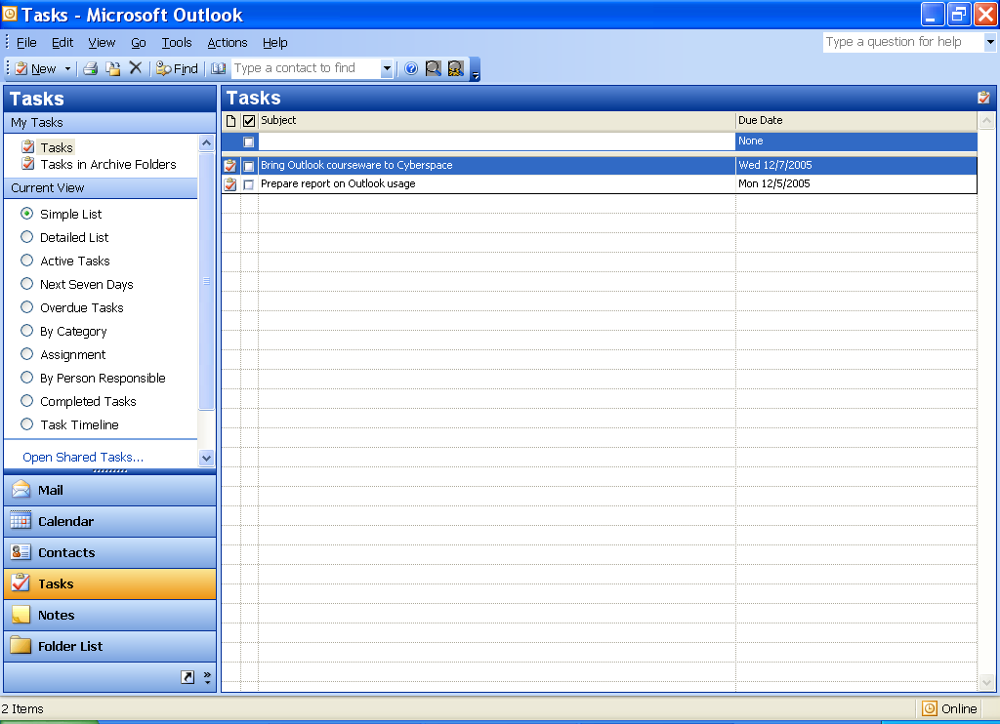 Tasks - Microsoft Outlook
File Edit View Go Tools Actions Help
Type a question for help
New Find Type a contact to find
Tasks
My Tasks
Tasks
Tasks in Archive Folders
Current View
Simple List
Detailed List
Active Tasks
Next Seven Days
Overdue Tasks
By Category
Assignment
By Person Responsible
Completed Tasks
Task Timeline
Open Shared Tasks...
Mail
Calendar
Contacts
Tasks
Notes
Folder List
Tasks
Subject Due Date
None
Bring Outlook courseware to Cyberspace Wed 12/7/2005
Prepare report on Outlook usage Mon 12/5/2005
2 Items
Online